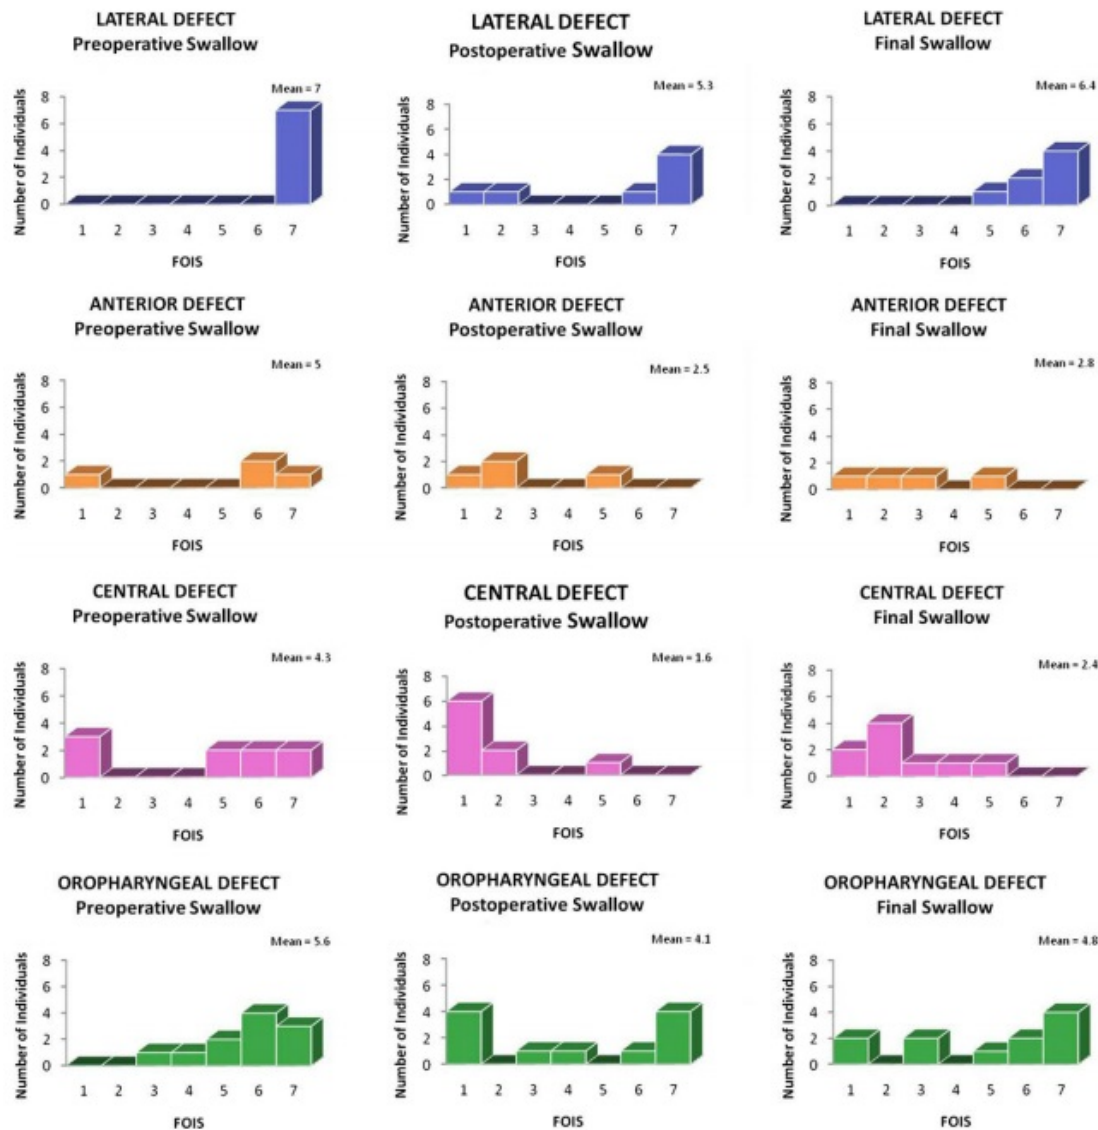 LATERAL DEFECT
Preoperative Swallow
Mean = 7
Number of Individuals
8
6
4
2
0
1 2 3 4 5 6 7
FOIS
LATERAL DEFECT
Postoperative Swallow
Mean = 5.3
Number of Individuals
8
6
4
2
0
1 2 3 4 5 6 7
FOIS
LATERAL DEFECT
Final Swallow
Mean = 6.4
Number of Individuals
8
6
4
2
0
1 2 3 4 5 6 7
FOIS
ANTERIOR DEFECT
Preoperative Swallow
Mean = 5
Number of Individuals
8
6
4
2
0
1 2 3 4 5 6 7
FOIS
ANTERIOR DEFECT
Postoperative Swallow
Mean = 2.5
Number of Individuals
8
6
4
2
0
1 2 3 4 5 6 7
FOIS
ANTERIOR DEFECT
Final Swallow
Mean = 2.8
Number of Individuals
8
6
4
2
0
1 2 3 4 5 6 7
FOIS
CENTRAL DEFECT
Preoperative Swallow
Mean = 4.3
Number of Individuals
8
6
4
2
0
1 2 3 4 5 6 7
FOIS
CENTRAL DEFECT
Postoperative Swallow
Mean = 1.6
Number of Individuals
8
6
4
2
0
1 2 3 4 5 6 7
FOIS
CENTRAL DEFECT
Final Swallow
Mean = 2.4
Number of Individuals
8
6
4
2
0
1 2 3 4 5 6 7
FOIS
OROPHARYNGEAL DEFECT
Preoperative Swallow
Mean = 5.6
Number of Individuals
8
6
4
2
0
1 2 3 4 5 6 7
FOIS
OROPHARYNGEAL DEFECT
Postoperative Swallow
Mean = 4.1
Number of Individuals
8
6
4
2
0
1 2 3 4 5 6 7
FOIS
OROPHARYNGEAL DEFECT
Final Swallow
Mean = 4.8
Number of Individuals
8
6
4
2
0
1 2 3 4 5 6 7
FOIS